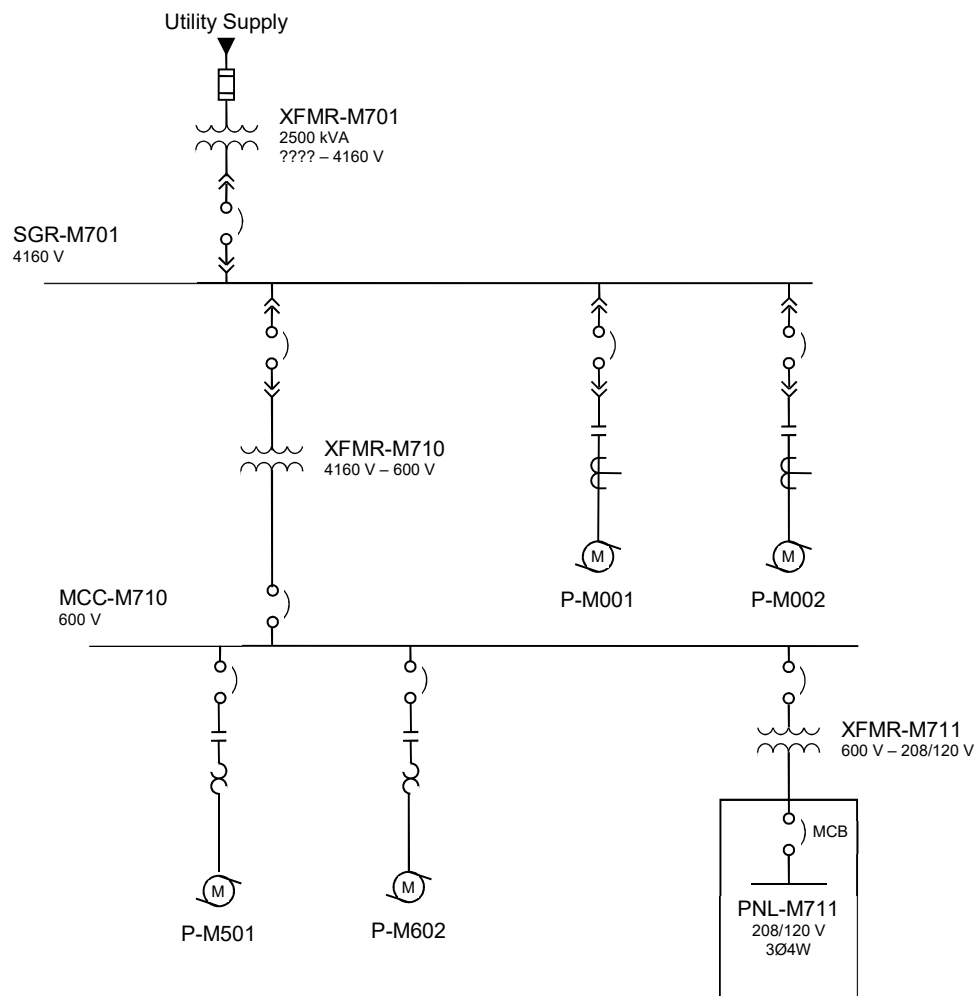 Utility Supply
XFMR-M701
2500 kVA
???? – 4160 V
SGR-M701
4160 V
XFMR-M710
4160 V – 600 V
M
P-M001
M
P-M002
MCC-M710
600 V
XFMR-M711
600 V – 208/120 V
MCB
M
P-M501
M
P-M602
PNL-M711
208/120 V
3Ø4W